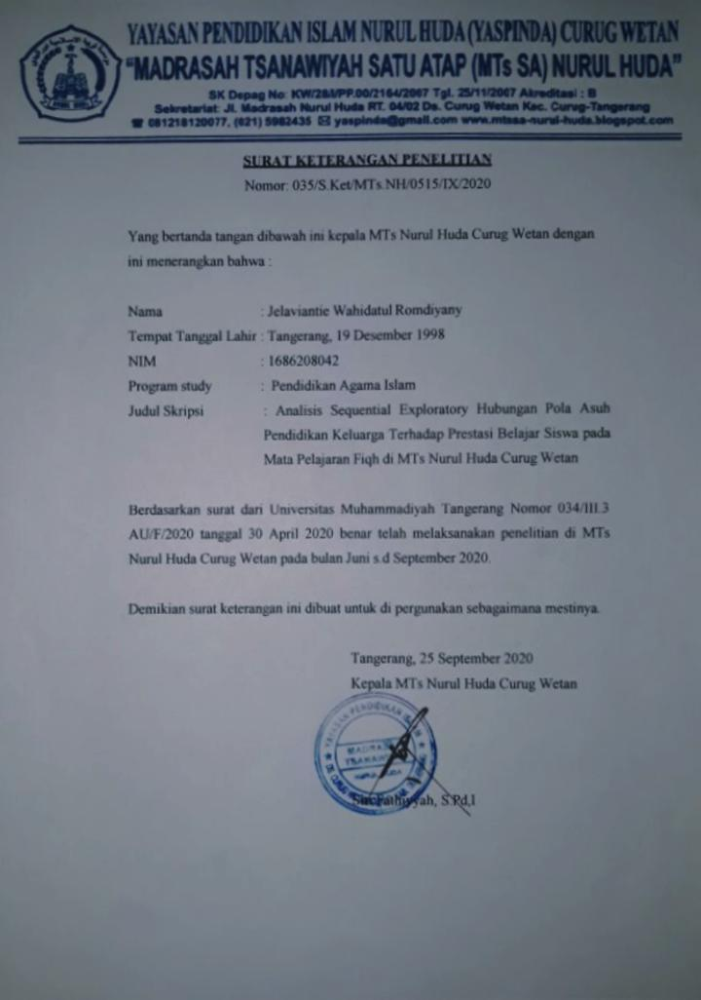 YAYASAN PENDIDIKAN ISLAM NURUL HUDA (YASPINDA) CURUG WETAN
"MADRASAH TSANAWIYAH SATU ATAP (MTs SA) NURUL HUDA"
SK Depag No: KW/28/I/PP.00/2164/2007 Tgl. 25/11/2007 Akreditasi : B
Sekretariat: Jl. Madrasah Nurul Huda RT. 04/02 Ds. Curug Wetan Kec. Curug-Tangerang
☎ 081218120077, (021) 5982435 ✉ yaspinda@gmail.com www.mtssa-nurul-huda.blogspot.com
SURAT KETERANGAN PENELITIAN
Nomor: 035/S.Ket/MTs.NH/0515/IX/2020
Yang bertanda tangan dibawah ini kepala MTs Nurul Huda Curug Wetan dengan
ini menerangkan bahwa :
Nama : Jelaviantie Wahidatul Romdiyany
Tempat Tanggal Lahir : Tangerang, 19 Desember 1998
NIM : 1686208042
Program study : Pendidikan Agama Islam
Judul Skripsi : Analisis Sequential Exploratory Hubungan Pola Asuh
Pendidikan Keluarga Terhadap Prestasi Belajar Siswa pada
Mata Pelajaran Fiqh di MTs Nurul Huda Curug Wetan
Berdasarkan surat dari Universitas Muhammadiyah Tangerang Nomor 034/III.3
AU/F/2020 tanggal 30 April 2020 benar telah melaksanakan penelitian di MTs
Nurul Huda Curug Wetan pada bulan Juni s.d September 2020.
Demikian surat keterangan ini dibuat untuk di pergunakan sebagaimana mestinya.
Tangerang, 25 September 2020
Kepala MTs Nurul Huda Curug Wetan
YAYASAN PENDIDIKAN ISLAM
NURUL HUDA
Fathiyyah, S.Pd,I